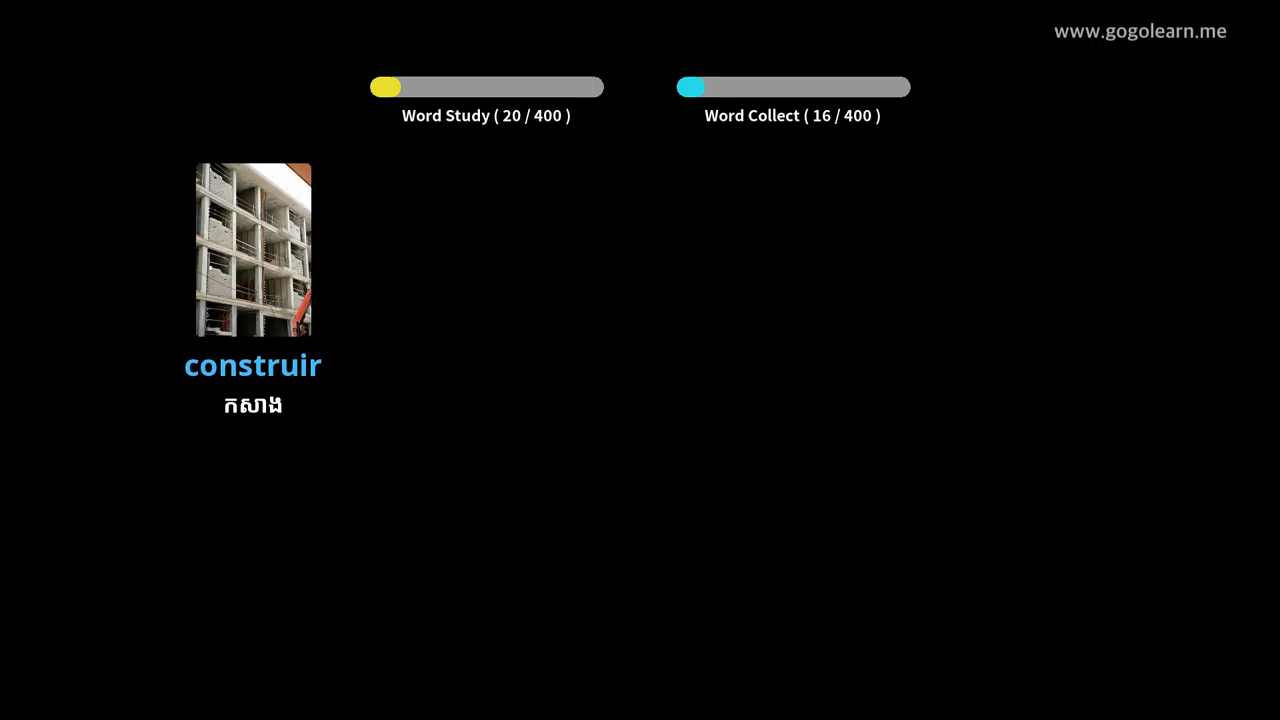 www.gogolearn.me
Word Study ( 20 / 400 )
Word Collect ( 16 / 400 )
construir
កសាង